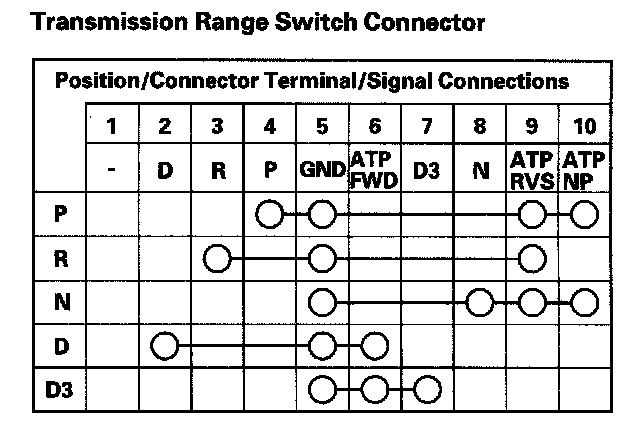 Transmission Range Switch Connector
Position/Connector Terminal/Signal Connections
1 2 3 4 5 6 7 8 9 10
- D R P GND ATP FWD D3 N ATP RVS ATP NP
P
R
N
D
D3